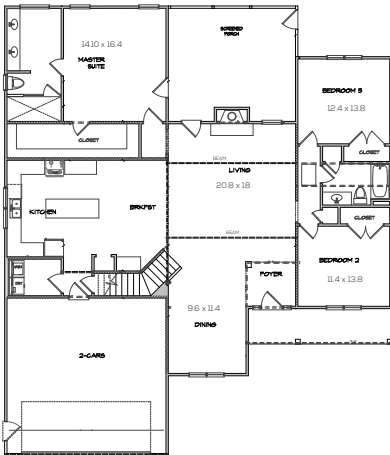 SCREENED
PORCH
14.10 x 16.4
MASTER
SUITE
BEDROOM 3
12.4 x 13.8
CLOSET
CLOSET
BEAM
LIVING
20.8 x 18
KITCHEN
BRKFST
CLOSET
BEAM
BEDROOM 2
11.4 x 13.8
FOYER
9.6 x 11.4
DINING
2-CARS